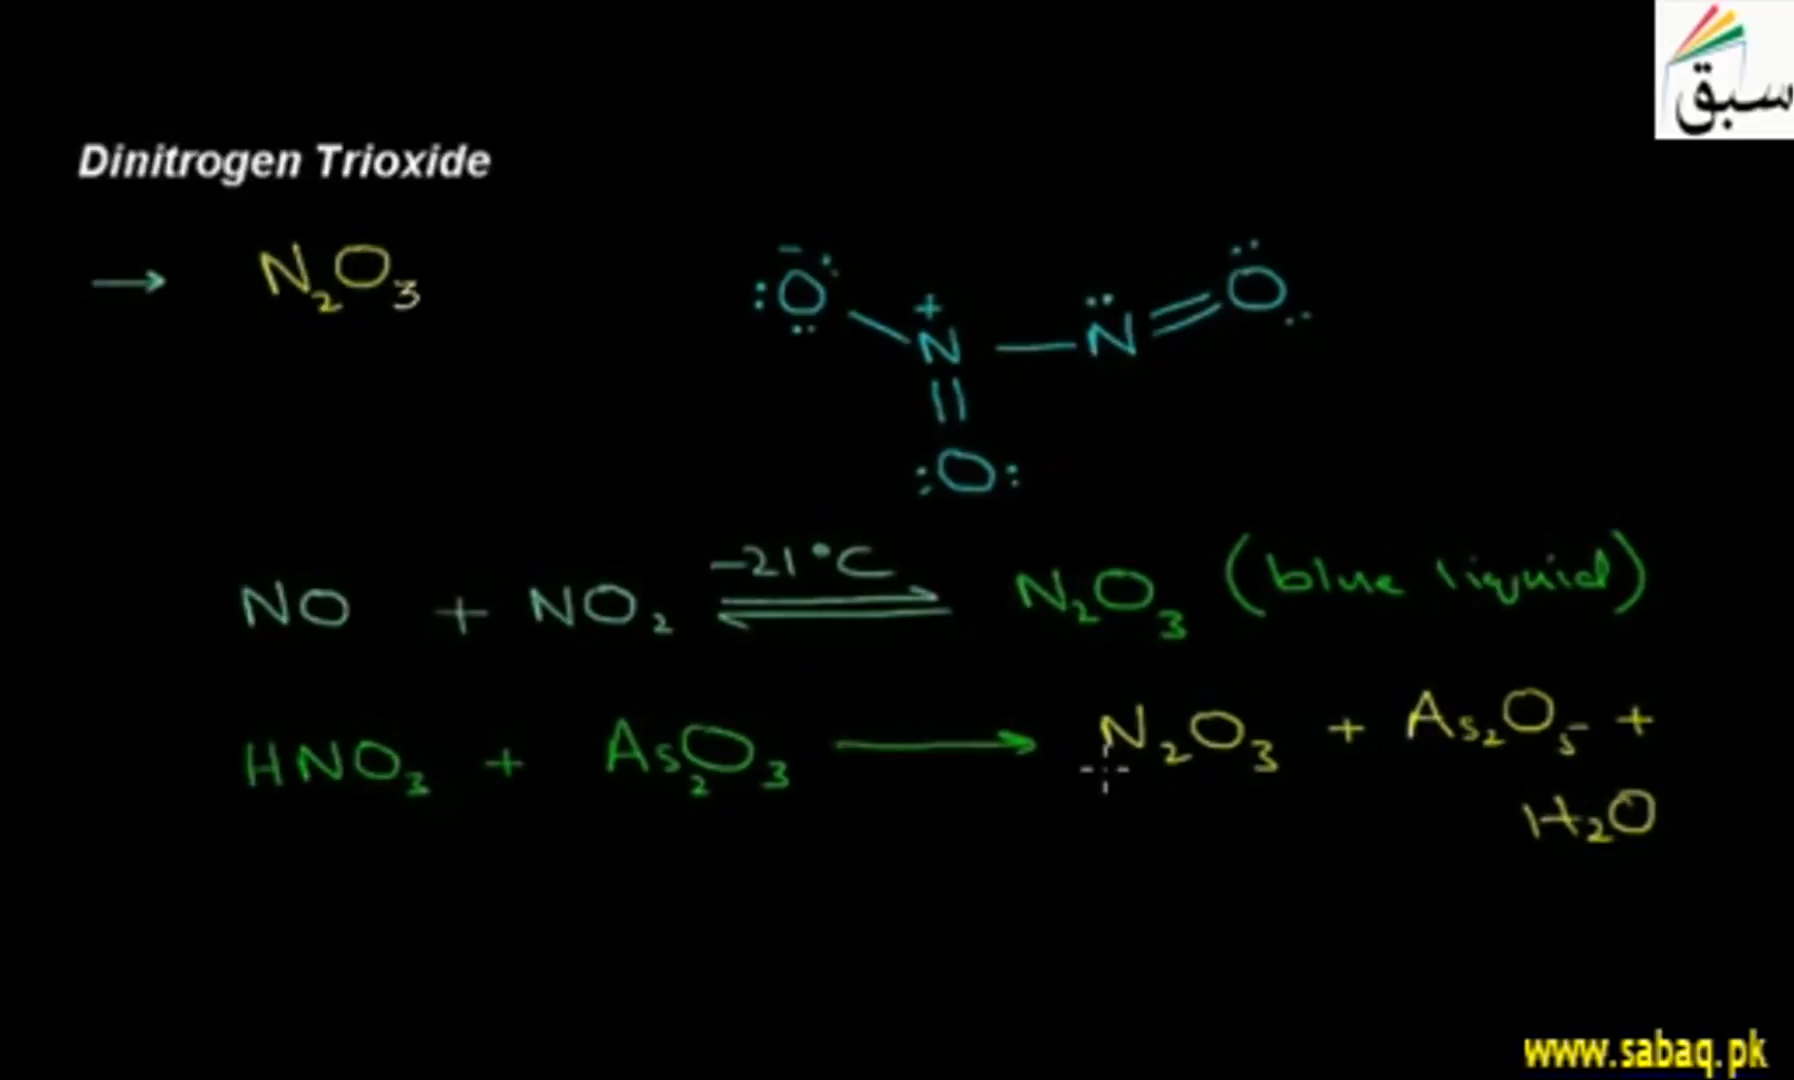 سبق
Dinitrogen Trioxide
→ N₂O₃
:Ö:⁻ — N⁺ — N̈ = Ö:
||
:O:
NO + NO₂ ⇌ -21°C N₂O₃ (blue liquid)
HNO₃ + As₂O₃ → N₂O₃ + As₂O₅ +
H₂O
www.sabaq.pk